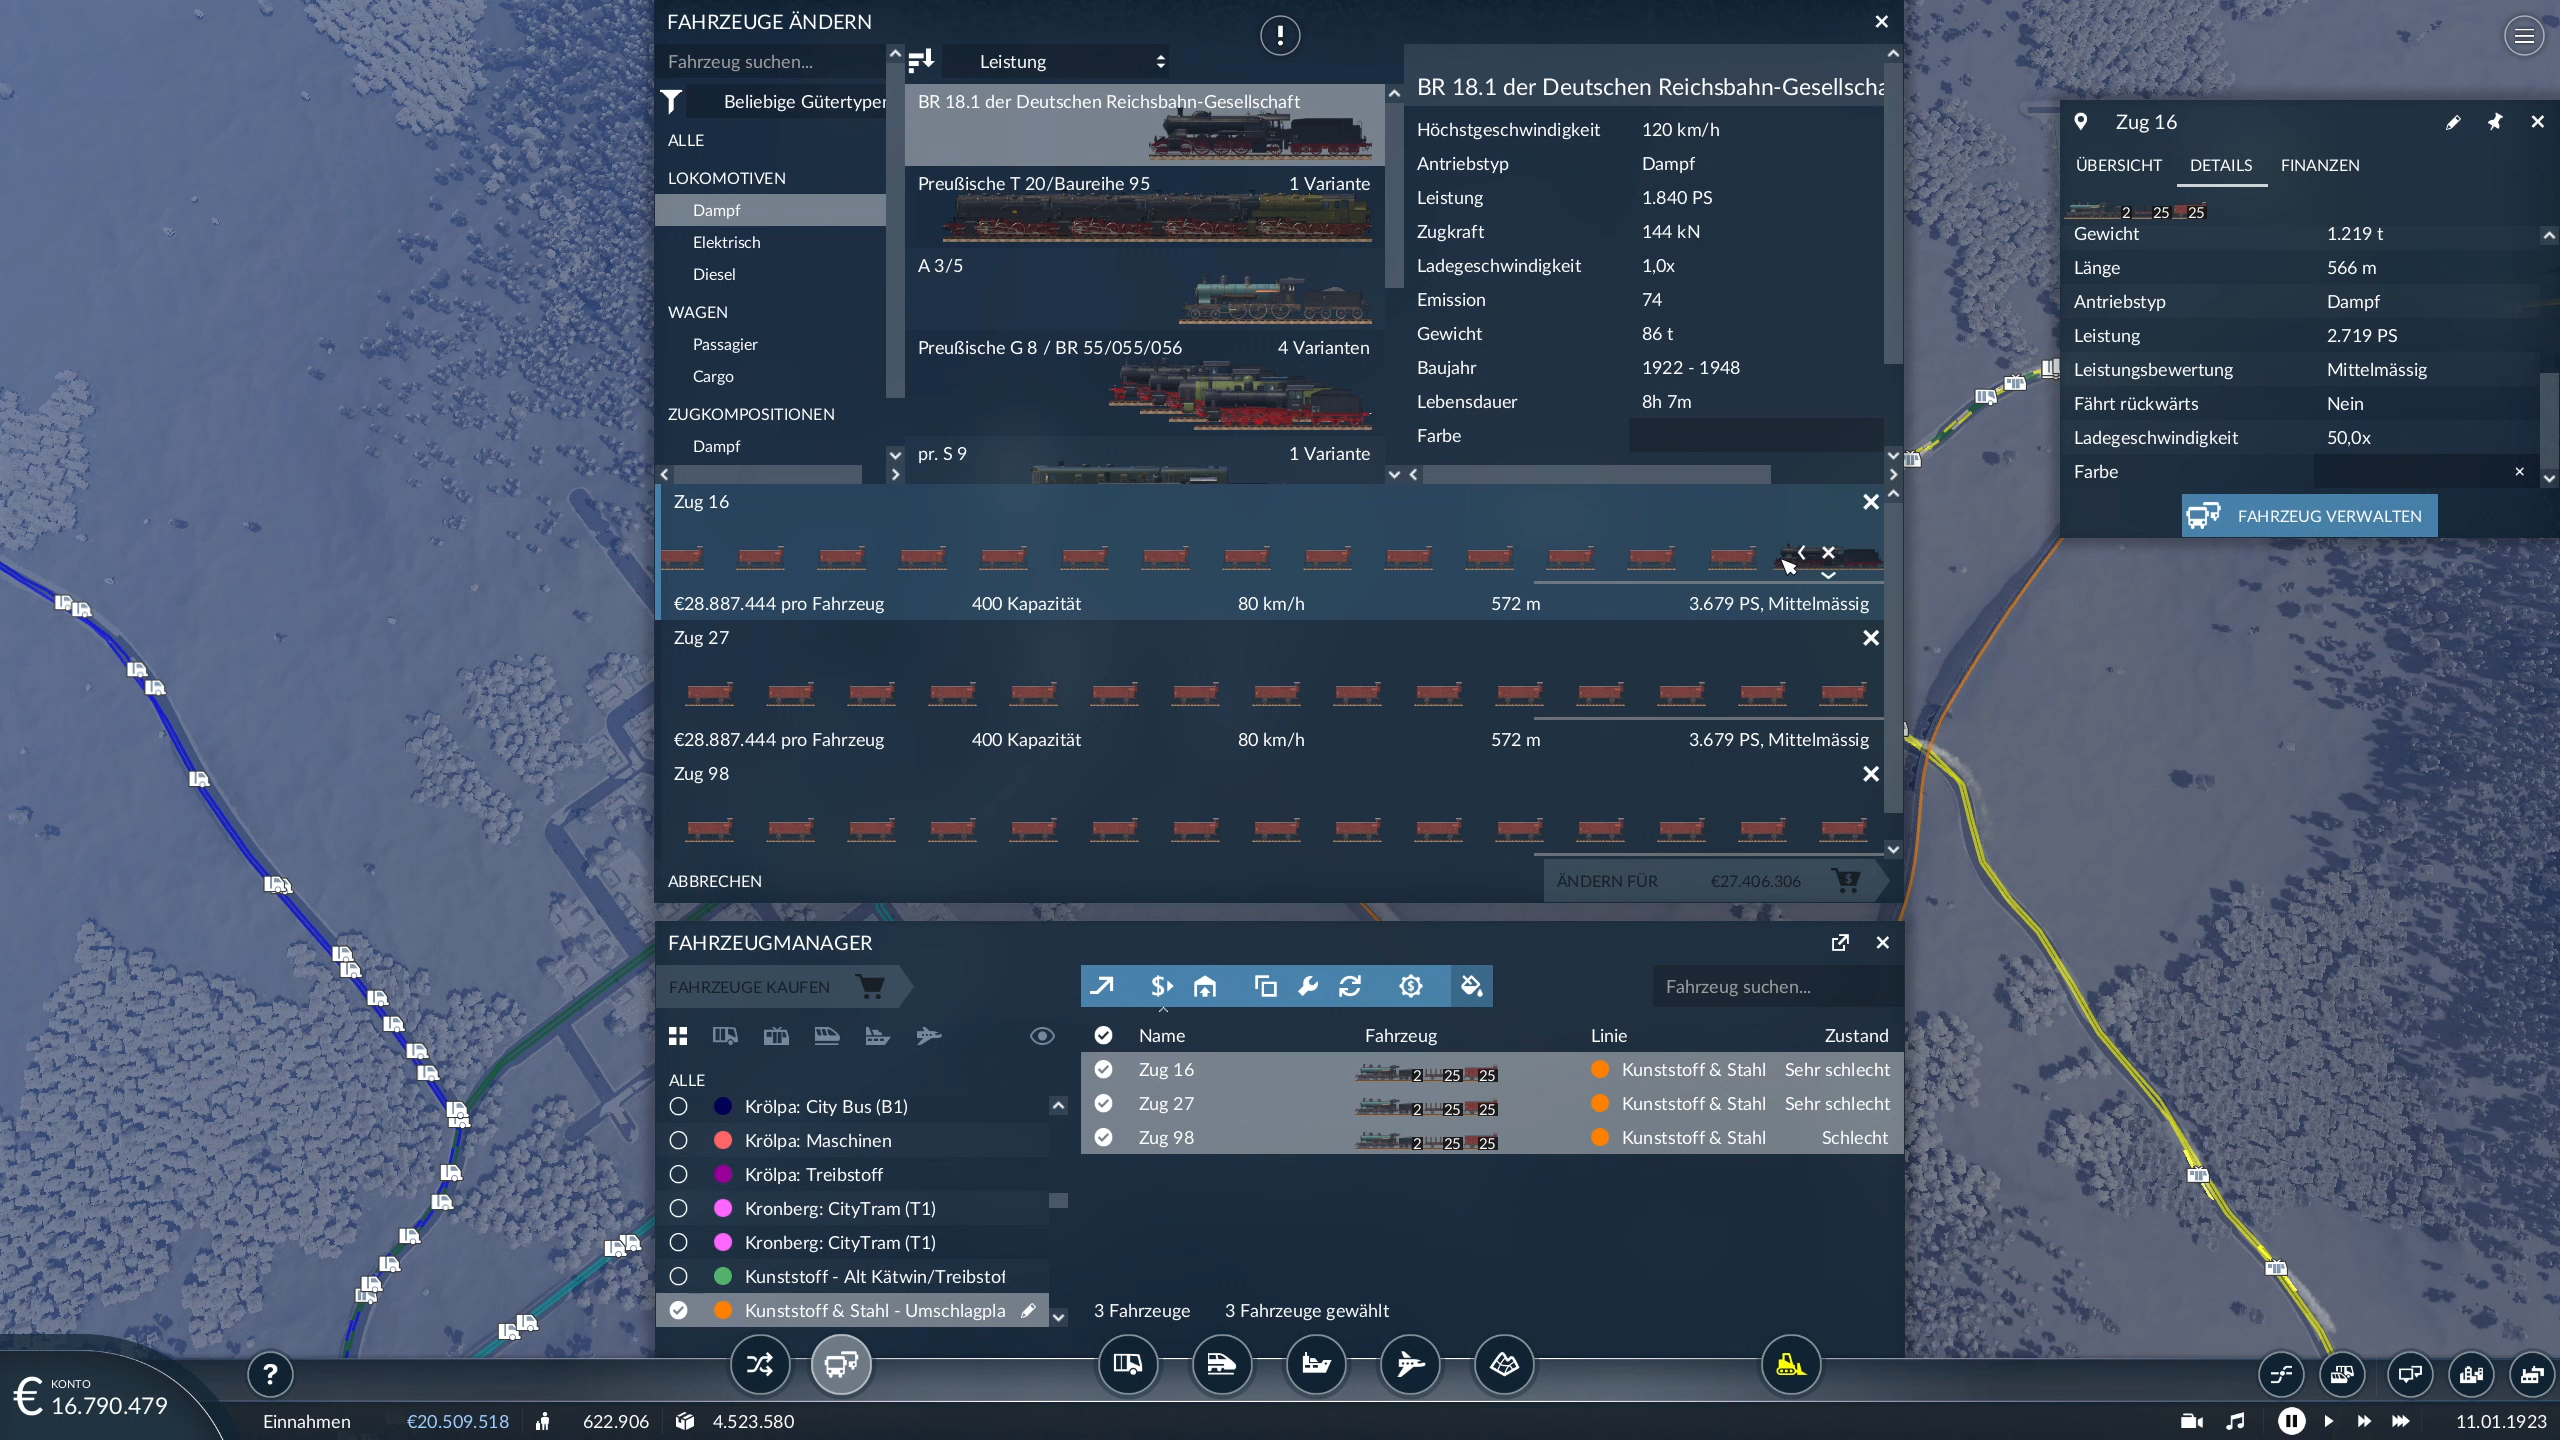 FAHRZEUGE ÄNDERN
Fahrzeug suchen...
Leistung
Beliebige Gütertypen
ALLE
LOKOMOTIVEN
Dampf
Elektrisch
Diesel
WAGEN
Passagier
Cargo
ZUGKOMPOSITIONEN
Dampf
BR 18.1 der Deutschen Reichsbahn-Gesellschaft
Preußische T 20/Baureihe 95 1 Variante
A 3/5
Preußische G 8 / BR 55/055/056 4 Varianten
pr. S 9 1 Variante
BR 18.1 der Deutschen Reichsbahn-Gesellscha
Höchstgeschwindigkeit 120 km/h
Antriebstyp Dampf
Leistung 1.840 PS
Zugkraft 144 kN
Ladegeschwindigkeit 1,0x
Emission 74
Gewicht 86 t
Baujahr 1922 - 1948
Lebensdauer 8h 7m
Farbe
Zug 16
€28.887.444 pro Fahrzeug 400 Kapazität 80 km/h 572 m 3.679 PS, Mittelmässig
Zug 27
€28.887.444 pro Fahrzeug 400 Kapazität 80 km/h 572 m 3.679 PS, Mittelmässig
Zug 98
ABBRECHEN
ÄNDERN FÜR €27.406.306
Zug 16
ÜBERSICHT DETAILS FINANZEN
2 25 25
Gewicht 1.219 t
Länge 566 m
Antriebstyp Dampf
Leistung 2.719 PS
Leistungsbewertung Mittelmässig
Fährt rückwärts Nein
Ladegeschwindigkeit 50,0x
Farbe
FAHRZEUG VERWALTEN
FAHRZEUGMANAGER
FAHRZEUGE KAUFEN
Fahrzeug suchen...
ALLE
Krölpa: City Bus (B1)
Krölpa: Maschinen
Krölpa: Treibstoff
Kronberg: CityTram (T1)
Kronberg: CityTram (T1)
Kunststoff - Alt Kätwin/Treibstof
Kunststoff & Stahl - Umschlagpla
Name Fahrzeug Linie Zustand
Zug 16 2 25 25 Kunststoff & Stahl Sehr schlecht
Zug 27 2 25 25 Kunststoff & Stahl Sehr schlecht
Zug 98 2 25 25 Kunststoff & Stahl Schlecht
3 Fahrzeuge 3 Fahrzeuge gewählt
€ KONTO
16.790.479
?
Einnahmen €20.509.518 622.906 4.523.580
11.01.1923